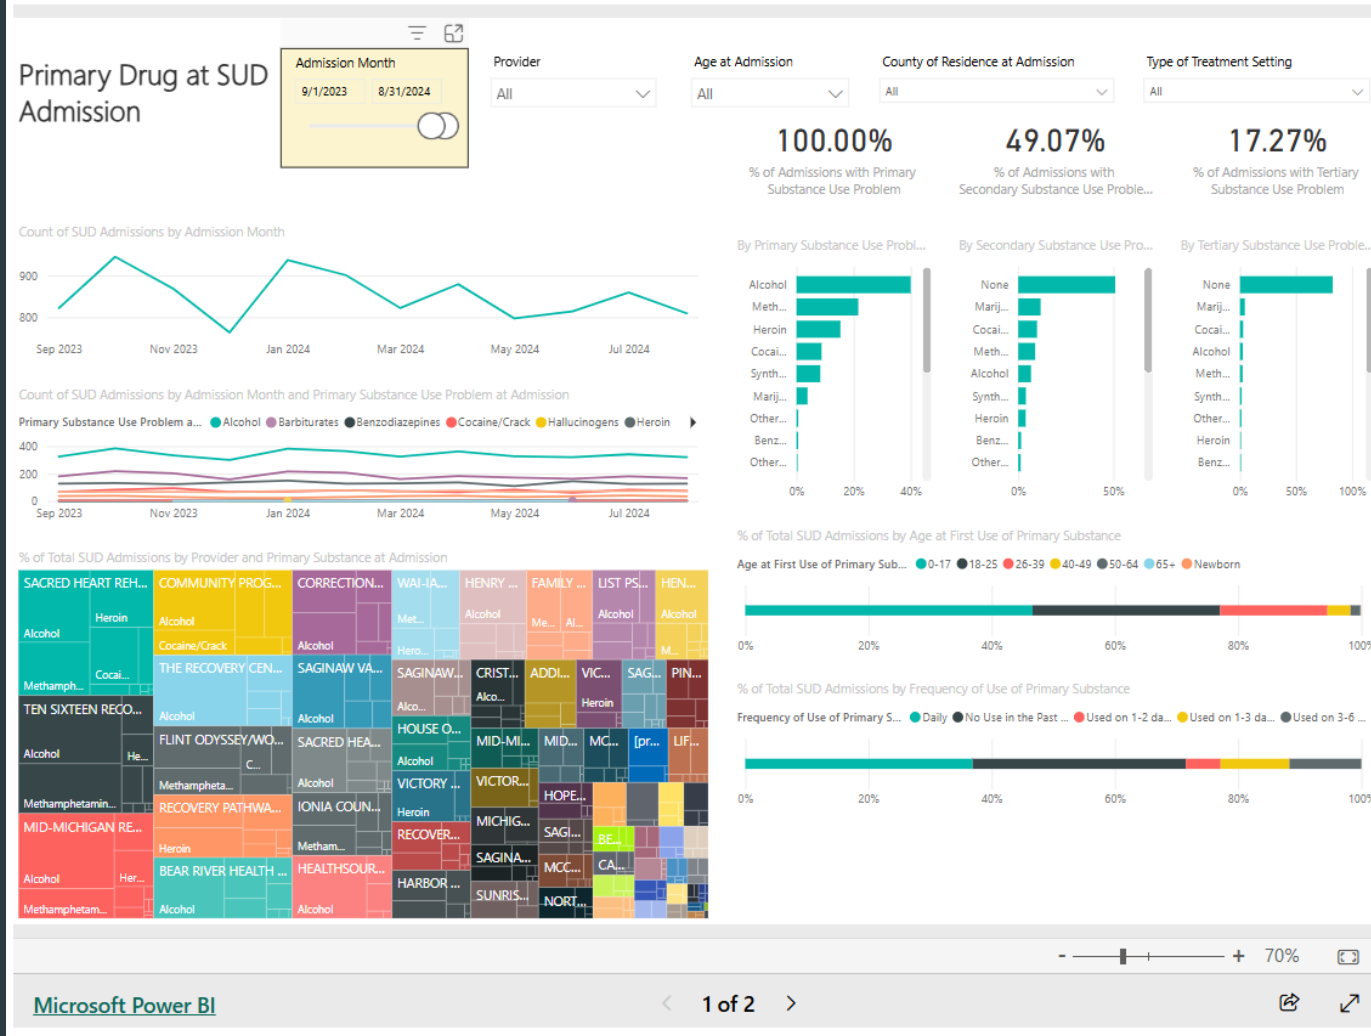 Primary Drug at SUD
Admission
Admission Month
9/1/2023 8/31/2024
Provider
All
Age at Admission
All
County of Residence at Admission
All
Type of Treatment Setting
All
100.00%
% of Admissions with Primary
Substance Use Problem
49.07%
% of Admissions with
Secondary Substance Use Proble...
17.27%
% of Admissions with Tertiary
Substance Use Problem
Count of SUD Admissions by Admission Month
900
800
Sep 2023 Nov 2023 Jan 2024 Mar 2024 May 2024 Jul 2024
Count of SUD Admissions by Admission Month and Primary Substance Use Problem at Admission
Primary Substance Use Problem a... Alcohol Barbiturates Benzodiazepines Cocaine/Crack Hallucinogens Heroin
400
200
0
Sep 2023 Nov 2023 Jan 2024 Mar 2024 May 2024 Jul 2024
By Primary Substance Use Probl...
Alcohol
Meth...
Heroin
Cocai...
Synth...
Marij...
Other...
Benz...
Other...
0% 20% 40%
By Secondary Substance Use Pro...
None
Marij...
Cocai...
Meth...
Alcohol
Synth...
Heroin
Benz...
Other...
0% 50%
By Tertiary Substance Use Proble...
None
Marij...
Cocai...
Alcohol
Meth...
Synth...
Other...
Heroin
Benz...
0% 50% 100%
% of Total SUD Admissions by Provider and Primary Substance at Admission
SACRED HEART REH...
Heroin
Alcohol
Cocai...
Methamph...
TEN SIXTEEN RECO...
Alcohol
He...
Methamphetamin...
MID-MICHIGAN RE...
Alcohol
Her...
Methamphetam...
COMMUNITY PROG...
Alcohol
Cocaine/Crack
THE RECOVERY CEN...
Alcohol
FLINT ODYSSEY/WO...
C...
Methampheta...
RECOVERY PATHWA...
Heroin
BEAR RIVER HEALTH ...
Alcohol
CORRECTION...
Alcohol
SAGINAW VA...
Alcohol
SACRED HEA...
Alcohol
IONIA COUN...
Metham...
HEALTHSOUR...
Alcohol
WAI-IA...
Met...
Hero...
HENRY ...
Alcohol
FAMILY ...
Me... Al...
LIST PS...
Alcohol
HEN...
Alcohol
M...
SAGINAW...
Alco...
HOUSE O...
Alcohol
VICTORY ...
Heroin
RECOVER...
HARBOR ...
CRIST...
Alco...
ADDI...
VIC...
Heroin
SAG...
PIN...
MID-MI...
MID...
MC...
[pr...
LIF...
VICTOR...
HOPE...
MICHIG...
SAGI...
BE...
SAGINA...
MCC...
CA...
SUNRIS...
NORT...
% of Total SUD Admissions by Age at First Use of Primary Substance
Age at First Use of Primary Sub... 0-17 18-25 26-39 40-49 50-64 65+ Newborn
0% 20% 40% 60% 80% 100%
% of Total SUD Admissions by Frequency of Use of Primary Substance
Frequency of Use of Primary S... Daily No Use in the Past ... Used on 1-2 da... Used on 1-3 da... Used on 3-6 ...
0% 20% 40% 60% 80% 100%
- + 70%
Microsoft Power BI
1 of 2